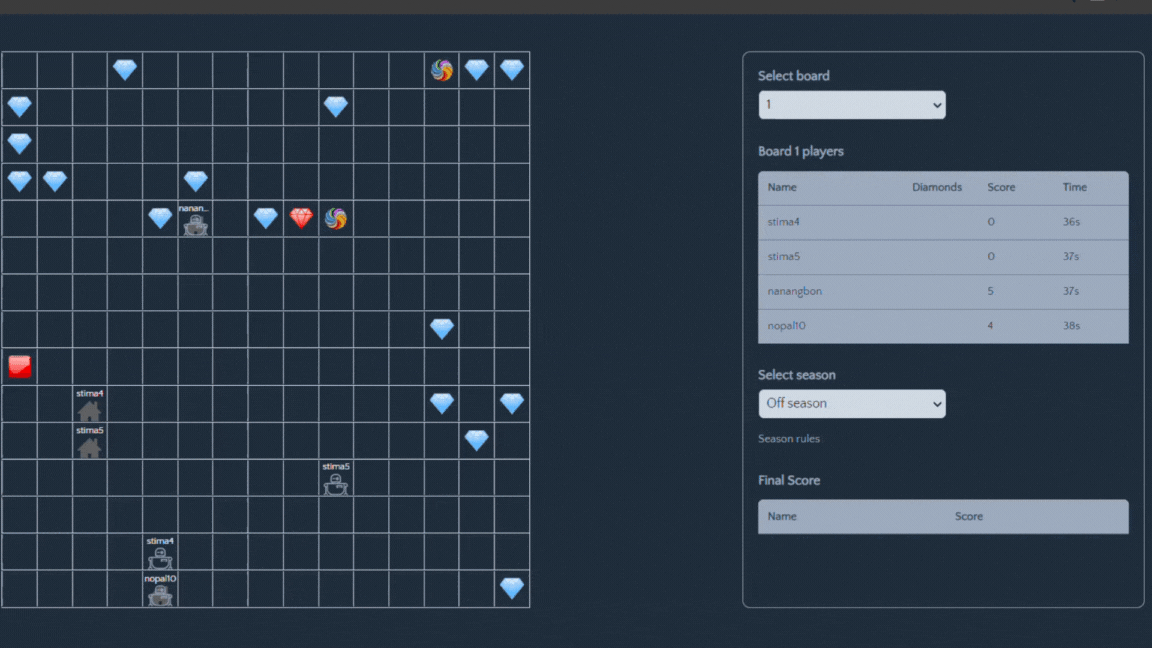 Select board
1
Board 1 players
Name Diamonds Score Time
stima4 0 36s
stima5 0 37s
nanangbon 5 37s
nopal10 4 38s
Select season
Off season
Season rules
Final Score
Name Score
nanan...
stima4
stima5
stima5
stima4
nopal10